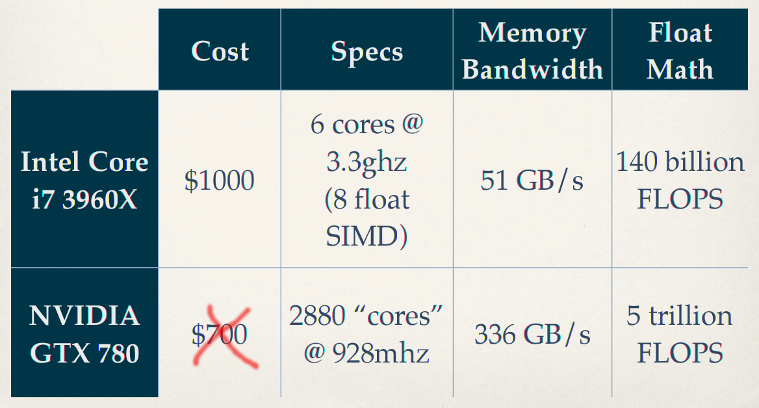 Cost
Specs
Memory
Bandwidth
Float
Math
Intel Core
i7 3960X
$1000
6 cores @
3.3ghz
(8 float
SIMD)
51 GB/s
140 billion
FLOPS
NVIDIA
GTX 780
$700
2880 “cores”
@ 928mhz
336 GB/s
5 trillion
FLOPS